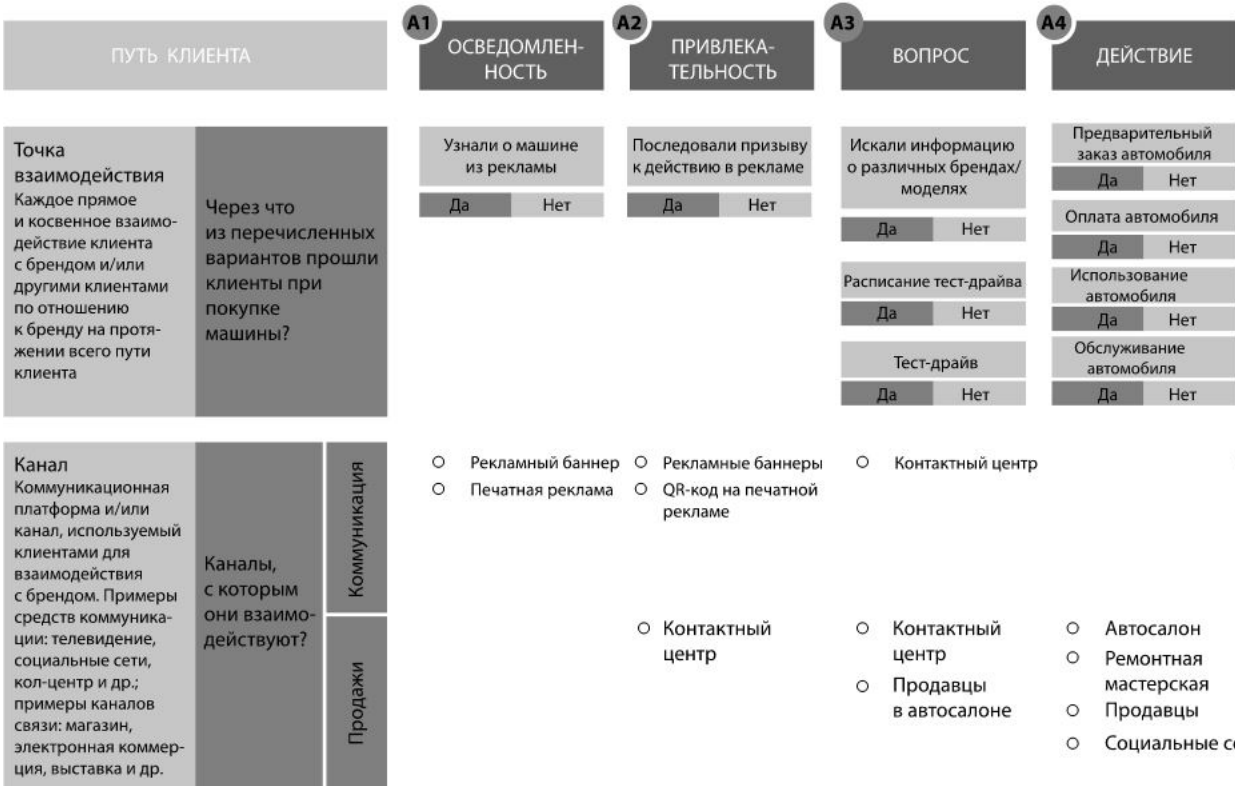 ПУТЬ КЛИЕНТА
A1
ОСВЕДОМЛЕН-
НОСТЬ
A2
ПРИВЛЕКА-
ТЕЛЬНОСТЬ
A3
ВОПРОС
A4
ДЕЙСТВИЕ
Точка
взаимодействия
Каждое прямое
и косвенное взаимо-
действие клиента
с брендом и/или
другими клиентами
по отношению
к бренду на протя-
жении всего пути
клиента
Через что
из перечисленных
вариантов прошли
клиенты при
покупке
машины?
Узнали о машине
из рекламы
Да Нет
Последовали призыву
к действию в рекламе
Да Нет
Искали информацию
о различных брендах/
моделях
Да Нет
Расписание тест-драйва
Да Нет
Тест-драйв
Да Нет
Предварительный
заказ автомобиля
Да Нет
Оплата автомобиля
Да Нет
Использование
автомобиля
Да Нет
Обслуживание
автомобиля
Да Нет
Канал
Коммуникационная
платформа и/или
канал, используемый
клиентами для
взаимодействия
с брендом. Примеры
средств коммуника-
ции: телевидение,
социальные сети,
кол-центр и др.;
примеры каналов
связи: магазин,
электронная коммер-
ция, выставка и др.
Каналы,
с которым
они взаимо-
действуют?
Коммуникация
Рекламный баннер
Печатная реклама
Рекламные баннеры
QR-код на печатной
рекламе
Контактный центр
Продажи
Контактный
центр
Контактный
центр
Продавцы
в автосалоне
Автосалон
Ремонтная
мастерская
Продавцы
Социальные